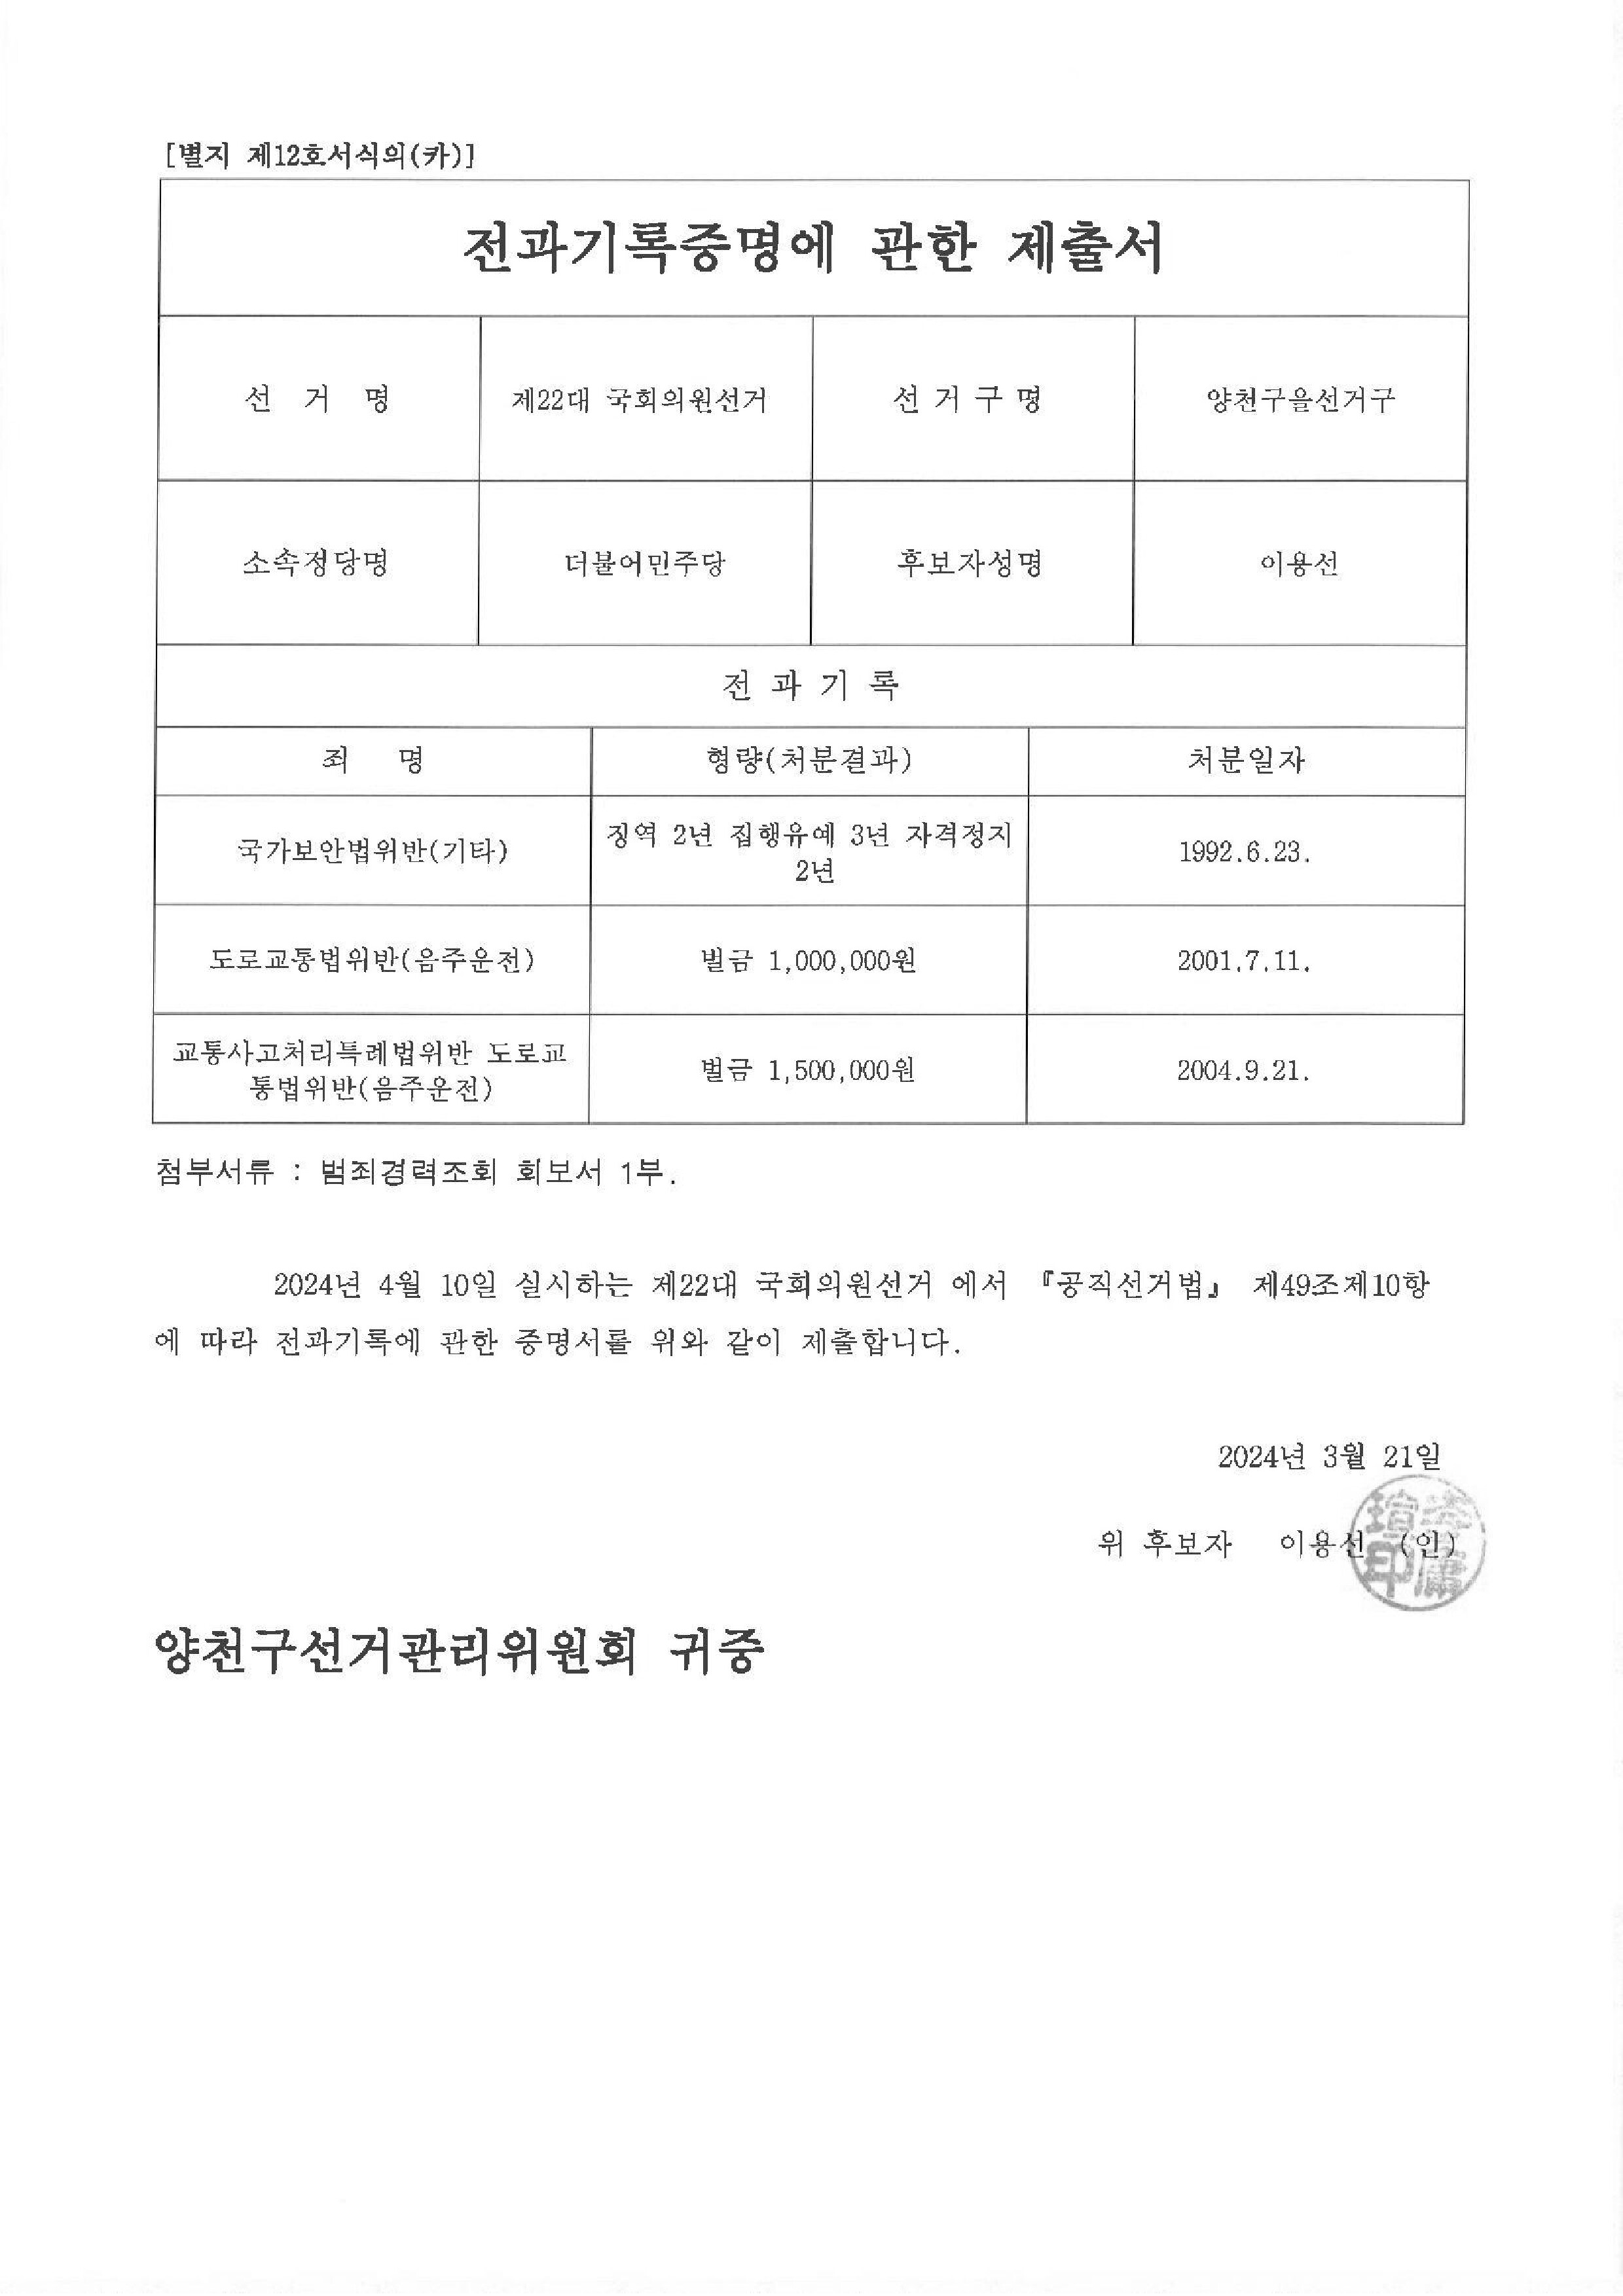 [별지 제12호서식의(카)]
전과기록증명에 관한 제출서
선 거 명 제22대 국회의원선거 선 거 구 명 양천구을선거구
소속정당명 더불어민주당 후보자성명 이용선
전 과 기 록
죄 명 형량(처분결과) 처분일자
국가보안법위반(기타) 징역 2년 집행유예 3년 자격정지 2년 1992.6.23.
도로교통법위반(음주운전) 벌금 1,000,000원 2001.7.11.
교통사고처리특례법위반 도로교통법위반(음주운전) 벌금 1,500,000원 2004.9.21.
첨부서류 : 범죄경력조회 회보서 1부.
2024년 4월 10일 실시하는 제22대 국회의원선거 에서 『공직선거법』 제49조제10항
에 따라 전과기록에 관한 증명서를 위와 같이 제출합니다.
2024년 3월 21일
위 후보자 이용선 (인)
李庸瑄印
양천구선거관리위원회 귀중